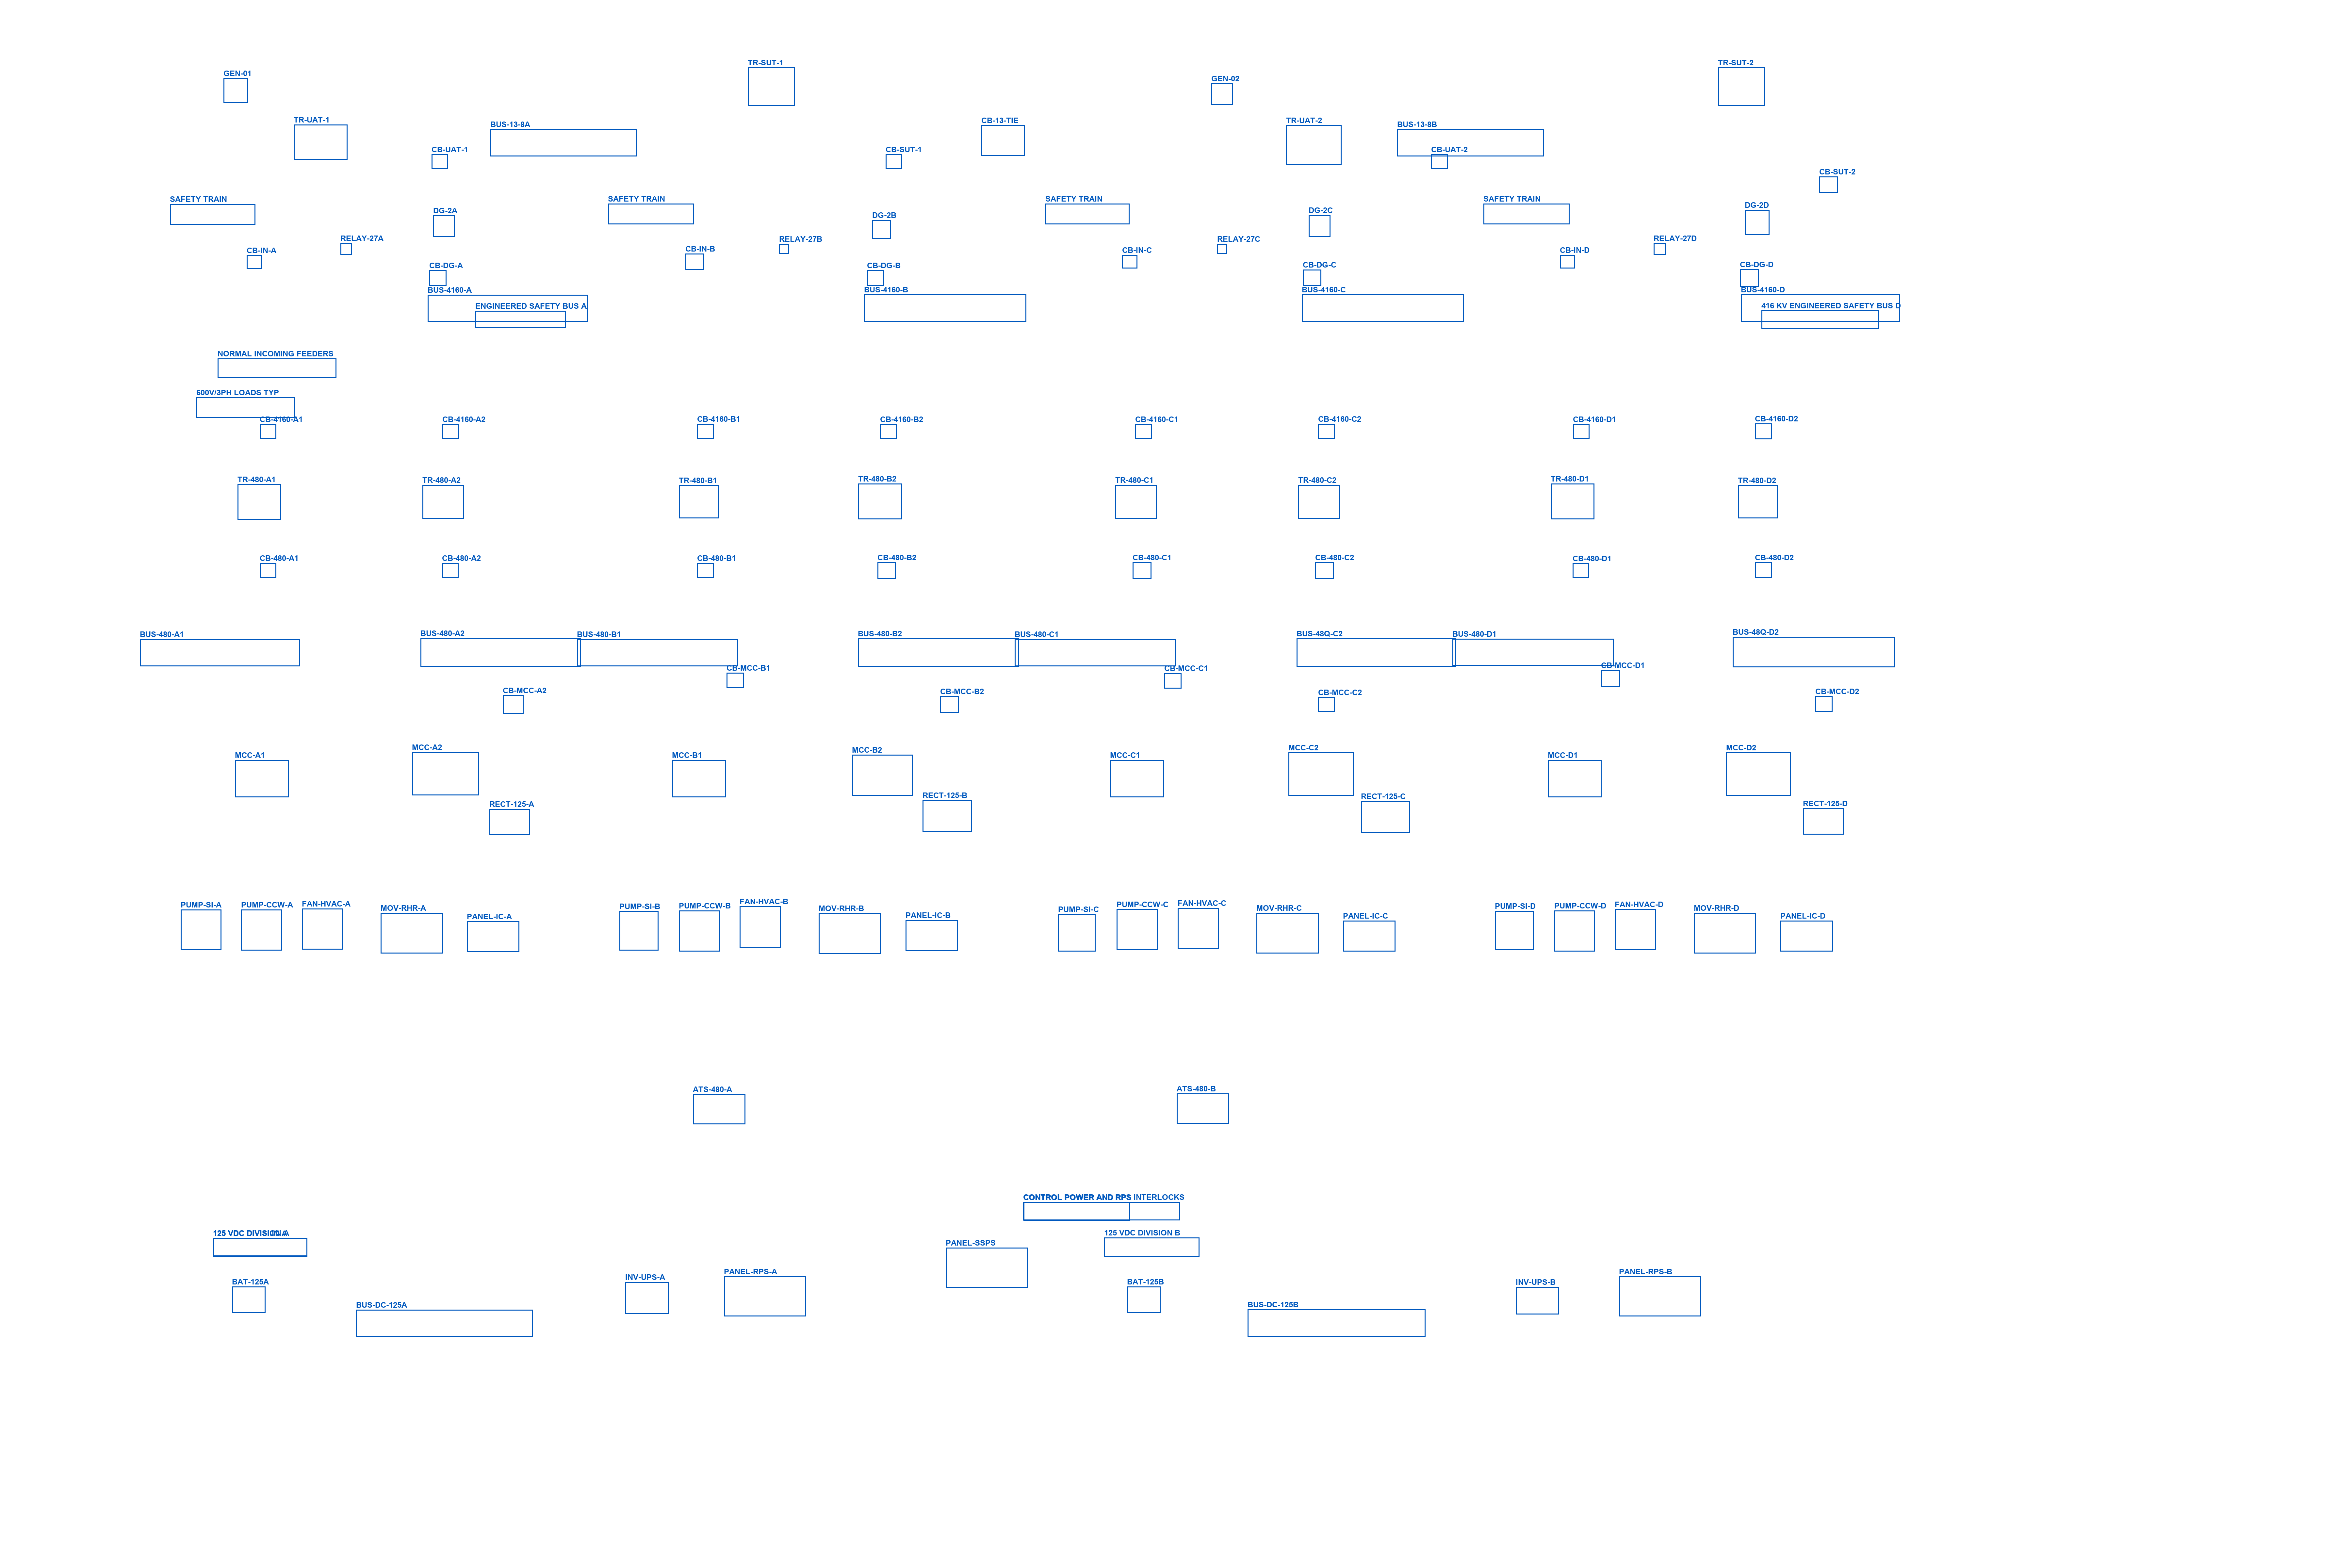 TR-SUT-1
TR-SUT-2
GEN-01
GEN-02
TR-UAT-1
BUS-13-8A
CB-13-TIE
TR-UAT-2
BUS-13-8B
CB-UAT-1
CB-SUT-1
CB-UAT-2
CB-SUT-2
SAFETY TRAIN
SAFETY TRAIN
SAFETY TRAIN
SAFETY TRAIN
DG-2A
DG-2B
DG-2C
DG-2D
RELAY-27A
RELAY-27B
RELAY-27C
RELAY-27D
CB-IN-A
CB-IN-B
CB-IN-C
CB-IN-D
CB-DG-A
CB-DG-B
CB-DG-C
CB-DG-D
BUS-4160-A
BUS-4160-B
BUS-4160-C
BUS-4160-D
ENGINEERED SAFETY BUS A
416 KV ENGINEERED SAFETY BUS D
NORMAL INCOMING FEEDERS
600V/3PH LOADS TYP
CB-4160-A1
CB-4160-A2
CB-4160-B1
CB-4160-B2
CB-4160-C1
CB-4160-C2
CB-4160-D1
CB-4160-D2
TR-480-A1
TR-480-A2
TR-480-B1
TR-480-B2
TR-480-C1
TR-480-C2
TR-480-D1
TR-480-D2
CB-480-A1
CB-480-A2
CB-480-B1
CB-480-B2
CB-480-C1
CB-480-C2
CB-480-D1
CB-480-D2
BUS-480-A1
BUS-480-A2
BUS-480-B1
BUS-480-B2
BUS-480-C1
BUS-48Q-C2
BUS-480-D1
BUS-48Q-D2
CB-MCC-B1
CB-MCC-C1
CB-MCC-D1
CB-MCC-A2
CB-MCC-B2
CB-MCC-C2
CB-MCC-D2
MCC-A1
MCC-A2
MCC-B1
MCC-B2
MCC-C1
MCC-C2
MCC-D1
MCC-D2
RECT-125-A
RECT-125-B
RECT-125-C
RECT-125-D
PUMP-SI-A
PUMP-CCW-A
FAN-HVAC-A
MOV-RHR-A
PANEL-IC-A
PUMP-SI-B
PUMP-CCW-B
FAN-HVAC-B
MOV-RHR-B
PANEL-IC-B
PUMP-SI-C
PUMP-CCW-C
FAN-HVAC-C
MOV-RHR-C
PANEL-IC-C
PUMP-SI-D
PUMP-CCW-D
FAN-HVAC-D
MOV-RHR-D
PANEL-IC-D
ATS-480-A
ATS-480-B
CONTROL POWER AND RPS INTERLOCKS
125 VDC DIVISION A
125 VDC DIVISION B
PANEL-SSPS
BAT-125A
INV-UPS-A
PANEL-RPS-A
BAT-125B
INV-UPS-B
PANEL-RPS-B
BUS-DC-125A
BUS-DC-125B